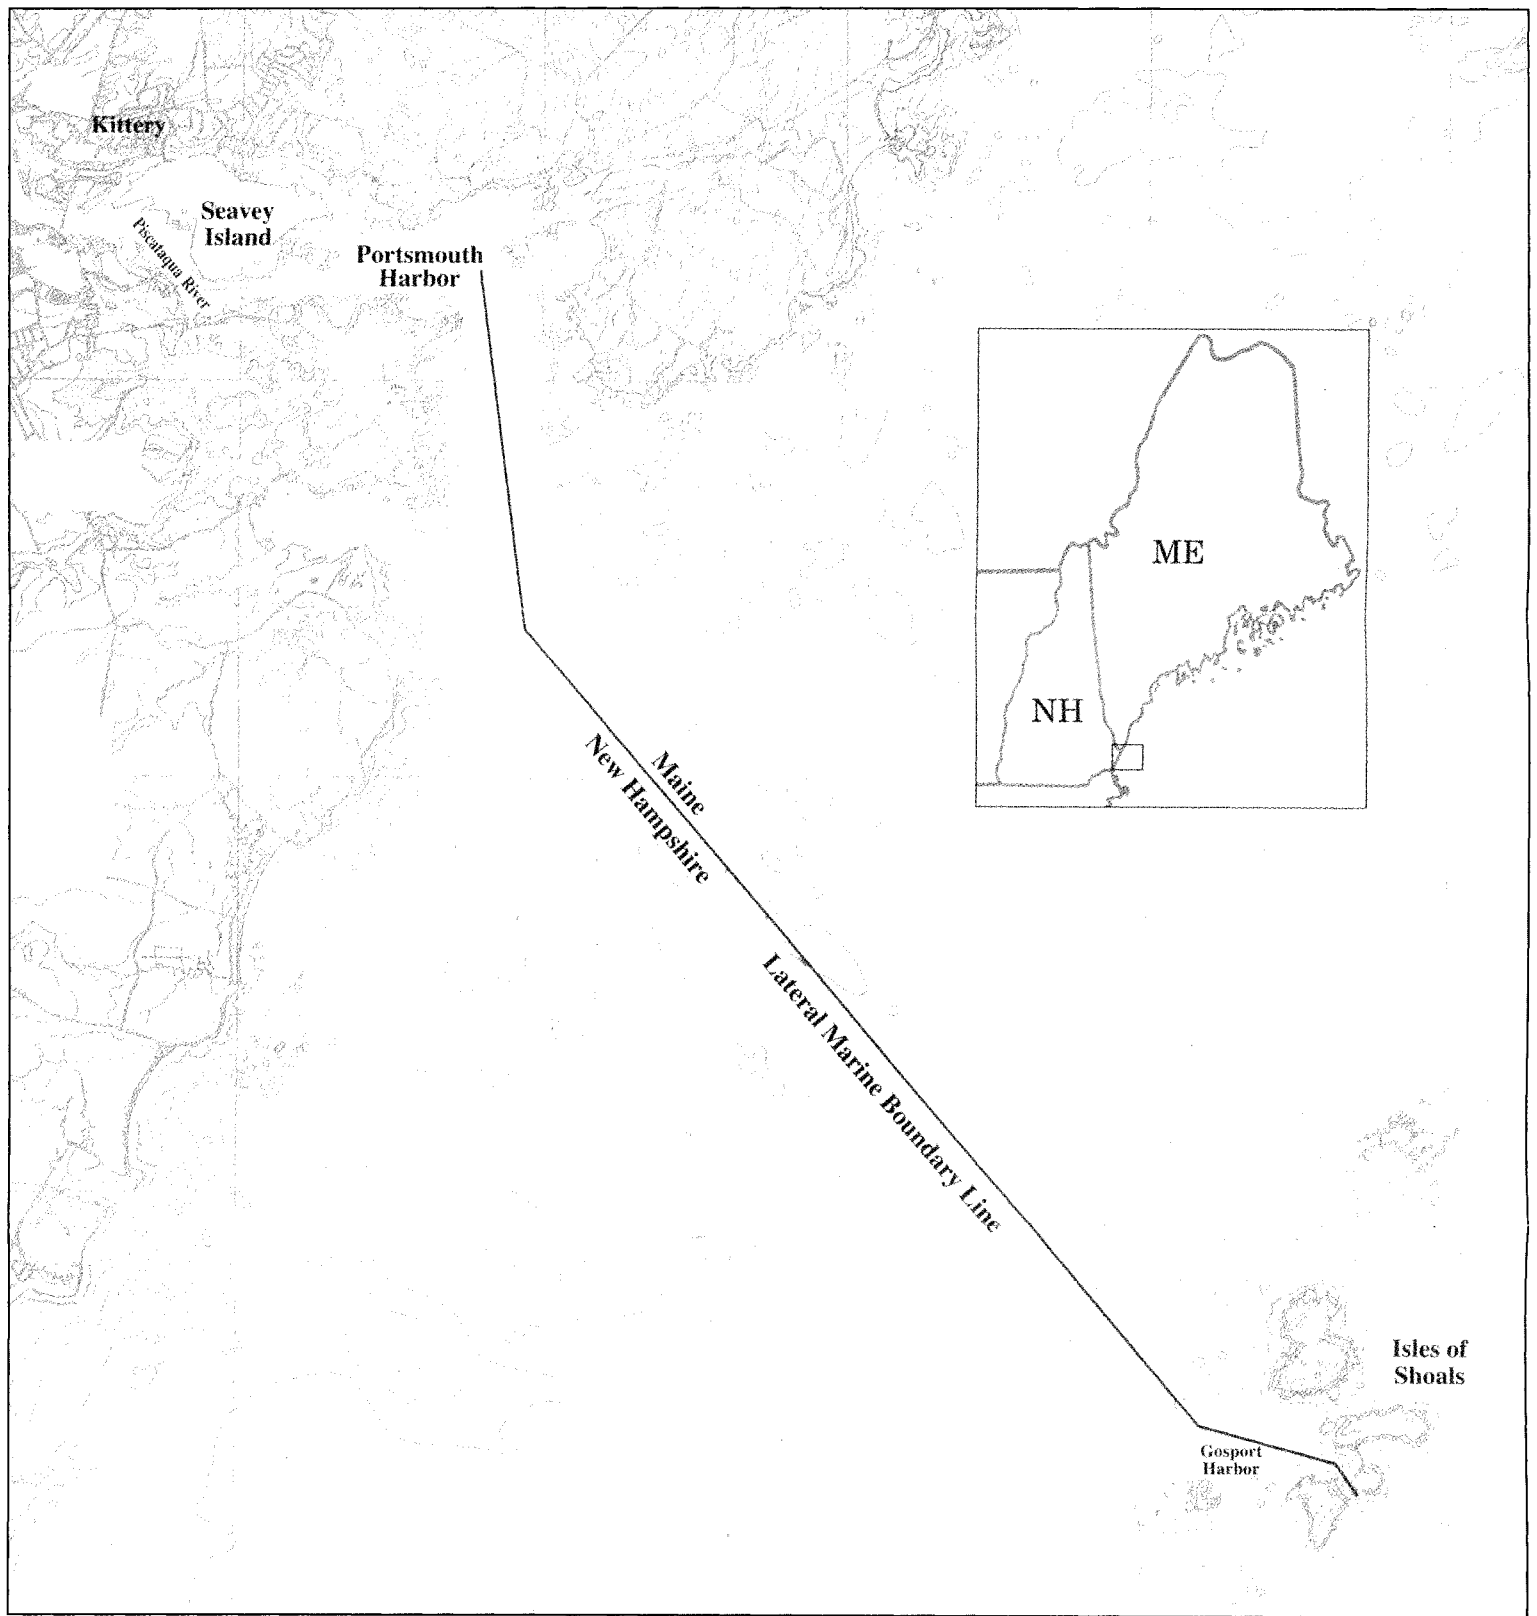 Kittery
Seavey
Island
Piscataqua River
Portsmouth
Harbor
ME
NH
Maine
New Hampshire
Lateral Marine Boundary Line
Isles of
Shoals
Gosport
Harbor